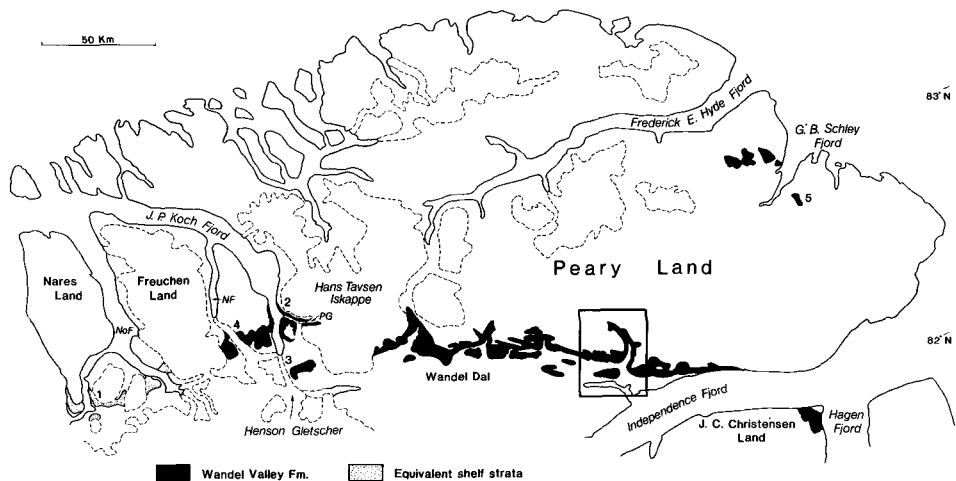 50 Km
83° N
Frederick E. Hyde Fjord
G. B. Schley
Fjord
5
J. P. Koch Fjord
Peary Land
Nares
Land
Freuchen
Land
NF
Hans Tavsen
Iskappe
2
PG
4
NoF
3
82° N
Wandel Dal
1
Independence Fjord
Henson Gletscher
J. C. Christensen
Land
Hagen
Fjord
Wandel Valley Fm.
Equivalent shelf strata